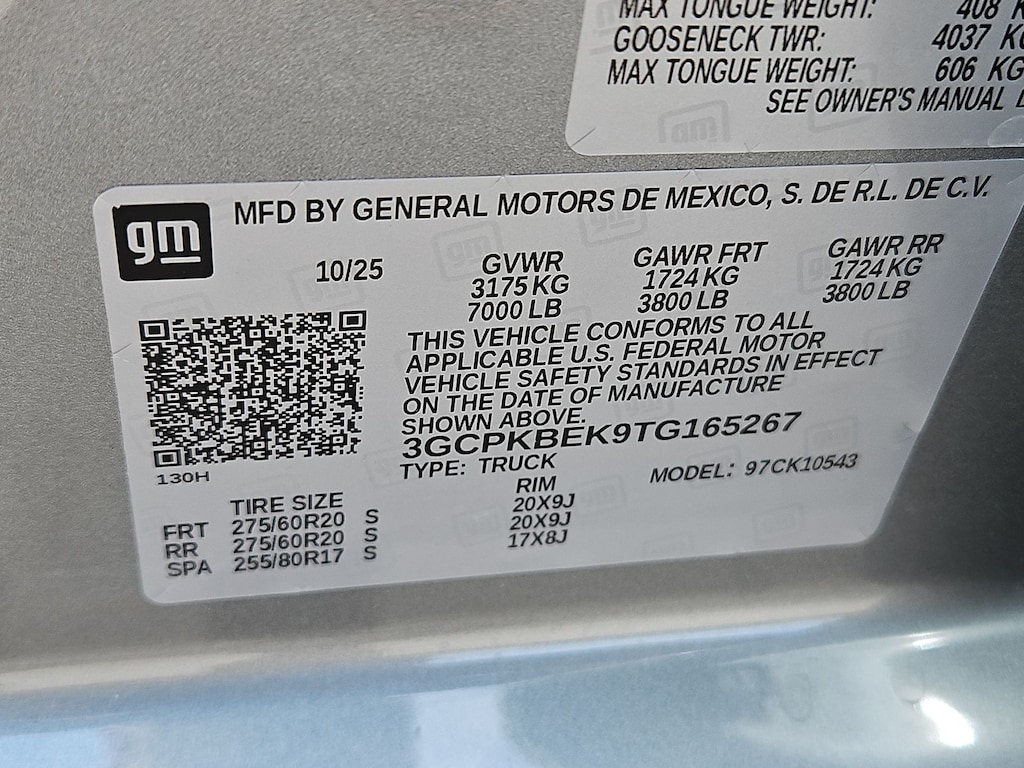 MAX TONGUE WEIGHT: 408 K
GOOSENECK TWR: 4037 KG
MAX TONGUE WEIGHT: 606 KG
SEE OWNER'S MANUAL
gm
gm MFD BY GENERAL MOTORS DE MEXICO, S. DE R.L. DE C.V.
10/25 GVWR GAWR FRT GAWR RR
3175 KG 1724 KG 1724 KG
7000 LB 3800 LB 3800 LB
THIS VEHICLE CONFORMS TO ALL
APPLICABLE U.S. FEDERAL MOTOR
VEHICLE SAFETY STANDARDS IN EFFECT
ON THE DATE OF MANUFACTURE
SHOWN ABOVE.
3GCPKBEK9TG165267
TYPE: TRUCK MODEL: 97CK10543
130H
TIRE SIZE RIM
FRT 275/60R20 S 20X9J
RR 275/60R20 S 20X9J
SPA 255/80R17 S 17X8J